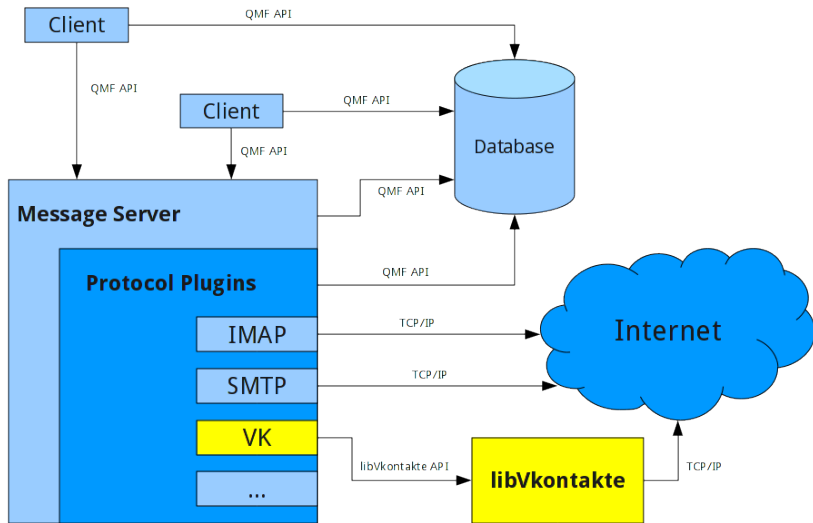 Client
QMF API
QMF API
Client
QMF API
QMF API
Database
Message Server
QMF API
Protocol Plugins
QMF API
IMAP
TCP/IP
Internet
SMTP
TCP/IP
VK
libVkontakte API
libVkontakte
TCP/IP
...